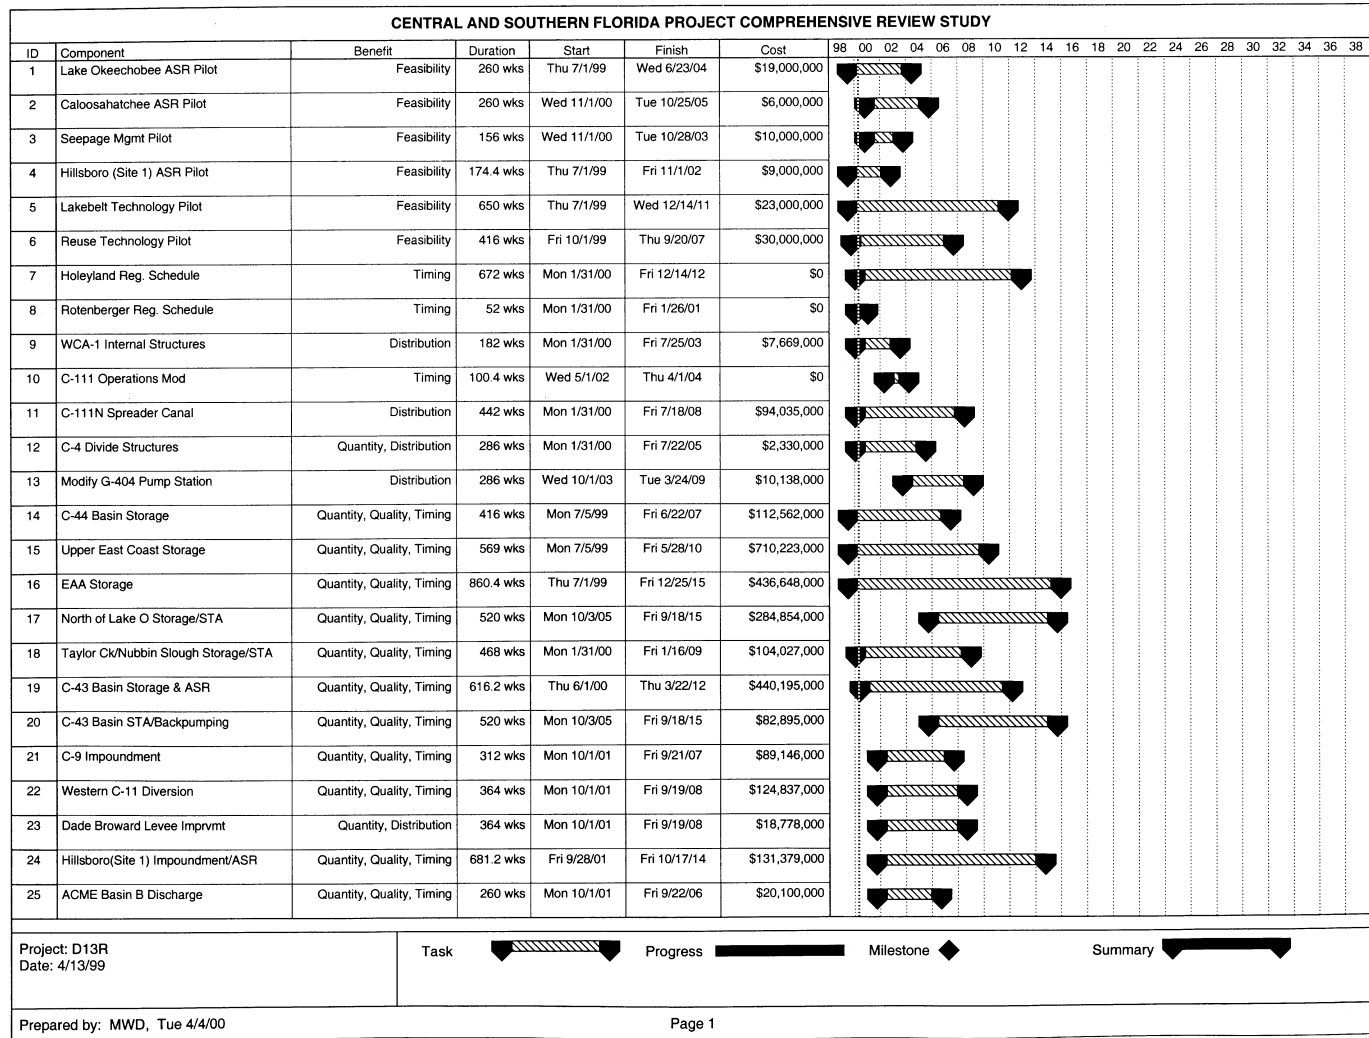 CENTRAL AND SOUTHERN FLORIDA PROJECT COMPREHENSIVE REVIEW STUDY
ID Component Benefit Duration Start Finish Cost 98 00 02 04 06 08 10 12 14 16 18 20 22 24 26 28 30 32 34 36 38
1 Lake Okeechobee ASR Pilot Feasibility 260 wks Thu 7/1/99 Wed 6/23/04 $19,000,000
2 Caloosahatchee ASR Pilot Feasibility 260 wks Wed 11/1/00 Tue 10/25/05 $6,000,000
3 Seepage Mgmt Pilot Feasibility 156 wks Wed 11/1/00 Tue 10/28/03 $10,000,000
4 Hillsboro (Site 1) ASR Pilot Feasibility 174.4 wks Thu 7/1/99 Fri 11/1/02 $9,000,000
5 Lakebelt Technology Pilot Feasibility 650 wks Thu 7/1/99 Wed 12/14/11 $23,000,000
6 Reuse Technology Pilot Feasibility 416 wks Fri 10/1/99 Thu 9/20/07 $30,000,000
7 Holeyland Reg. Schedule Timing 672 wks Mon 1/31/00 Fri 12/14/12 $0
8 Rotenberger Reg. Schedule Timing 52 wks Mon 1/31/00 Fri 1/26/01 $0
9 WCA-1 Internal Structures Distribution 182 wks Mon 1/31/00 Fri 7/25/03 $7,669,000
10 C-111 Operations Mod Timing 100.4 wks Wed 5/1/02 Thu 4/1/04 $0
11 C-111N Spreader Canal Distribution 442 wks Mon 1/31/00 Fri 7/18/08 $94,035,000
12 C-4 Divide Structures Quantity, Distribution 286 wks Mon 1/31/00 Fri 7/22/05 $2,330,000
13 Modify G-404 Pump Station Distribution 286 wks Wed 10/1/03 Tue 3/24/09 $10,138,000
14 C-44 Basin Storage Quantity, Quality, Timing 416 wks Mon 7/5/99 Fri 6/22/07 $112,562,000
15 Upper East Coast Storage Quantity, Quality, Timing 569 wks Mon 7/5/99 Fri 5/28/10 $710,223,000
16 EAA Storage Quantity, Quality, Timing 860.4 wks Thu 7/1/99 Fri 12/25/15 $436,648,000
17 North of Lake O Storage/STA Quantity, Quality, Timing 520 wks Mon 10/3/05 Fri 9/18/15 $284,854,000
18 Taylor Ck/Nubbin Slough Storage/STA Quantity, Quality, Timing 468 wks Mon 1/31/00 Fri 1/16/09 $104,027,000
19 C-43 Basin Storage & ASR Quantity, Quality, Timing 616.2 wks Thu 6/1/00 Thu 3/22/12 $440,195,000
20 C-43 Basin STA/Backpumping Quantity, Quality, Timing 520 wks Mon 10/3/05 Fri 9/18/15 $82,895,000
21 C-9 Impoundment Quantity, Quality, Timing 312 wks Mon 10/1/01 Fri 9/21/07 $89,146,000
22 Western C-11 Diversion Quantity, Quality, Timing 364 wks Mon 10/1/01 Fri 9/19/08 $124,837,000
23 Dade Broward Levee Imprvmt Quantity, Distribution 364 wks Mon 10/1/01 Fri 9/19/08 $18,778,000
24 Hillsboro(Site 1) Impoundment/ASR Quantity, Quality, Timing 681.2 wks Fri 9/28/01 Fri 10/17/14 $131,379,000
25 ACME Basin B Discharge Quantity, Quality, Timing 260 wks Mon 10/1/01 Fri 9/22/06 $20,100,000
Project: D13R
Date: 4/13/99
Task Progress Milestone Summary
Prepared by: MWD, Tue 4/4/00 Page 1